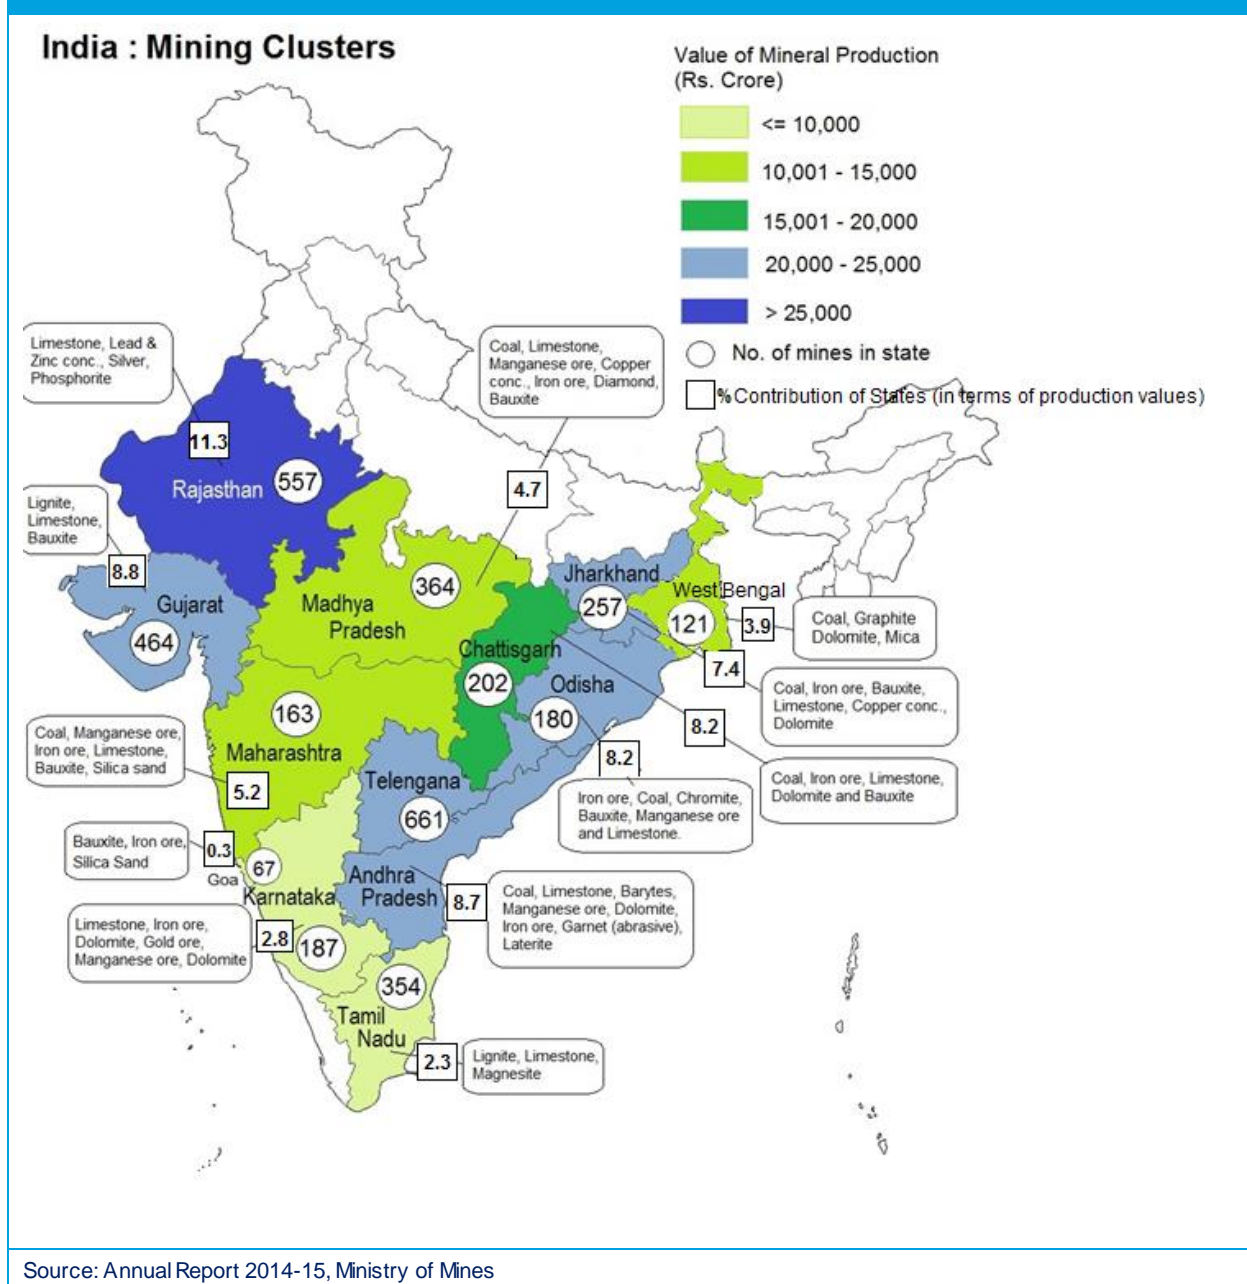 India : Mining Clusters
Value of Mineral Production
(Rs. Crore)
<= 10,000
10,001 - 15,000
15,001 - 20,000
20,000 - 25,000
> 25,000
No. of mines in state
% Contribution of States (in terms of production values)
Limestone, Lead &
Zinc conc., Silver,
Phosphorite
11.3
Rajasthan
557
Coal, Limestone,
Manganese ore, Copper
conc., Iron ore, Diamond,
Bauxite
4.7
364
Madhya
Pradesh
Lignite,
Limestone,
Bauxite
8.8
Gujarat
464
Jharkhand
257
West Bengal
121
3.9
Coal, Graphite
Dolomite, Mica
7.4
Coal, Iron ore, Bauxite,
Limestone, Copper conc.,
Dolomite
Chattisgarh
202
8.2
Coal, Iron ore, Limestone,
Dolomite and Bauxite
Odisha
180
8.2
Iron ore, Coal, Chromite,
Bauxite, Manganese ore
and Limestone.
163
Maharashtra
Coal, Manganese ore,
Iron ore, Limestone,
Bauxite, Silica sand
5.2
Telengana
661
Bauxite, Iron ore,
Silica Sand
0.3
Goa
67
Karnataka
Andhra
Pradesh
8.7
Coal, Limestone, Barytes,
Manganese ore, Dolomite,
Iron ore, Garnet (abrasive),
Laterite
Limestone, Iron ore,
Dolomite, Gold ore,
Manganese ore, Dolomite
2.8
187
354
Tamil
Nadu
2.3
Lignite, Limestone,
Magnesite
Source: Annual Report 2014-15, Ministry of Mines